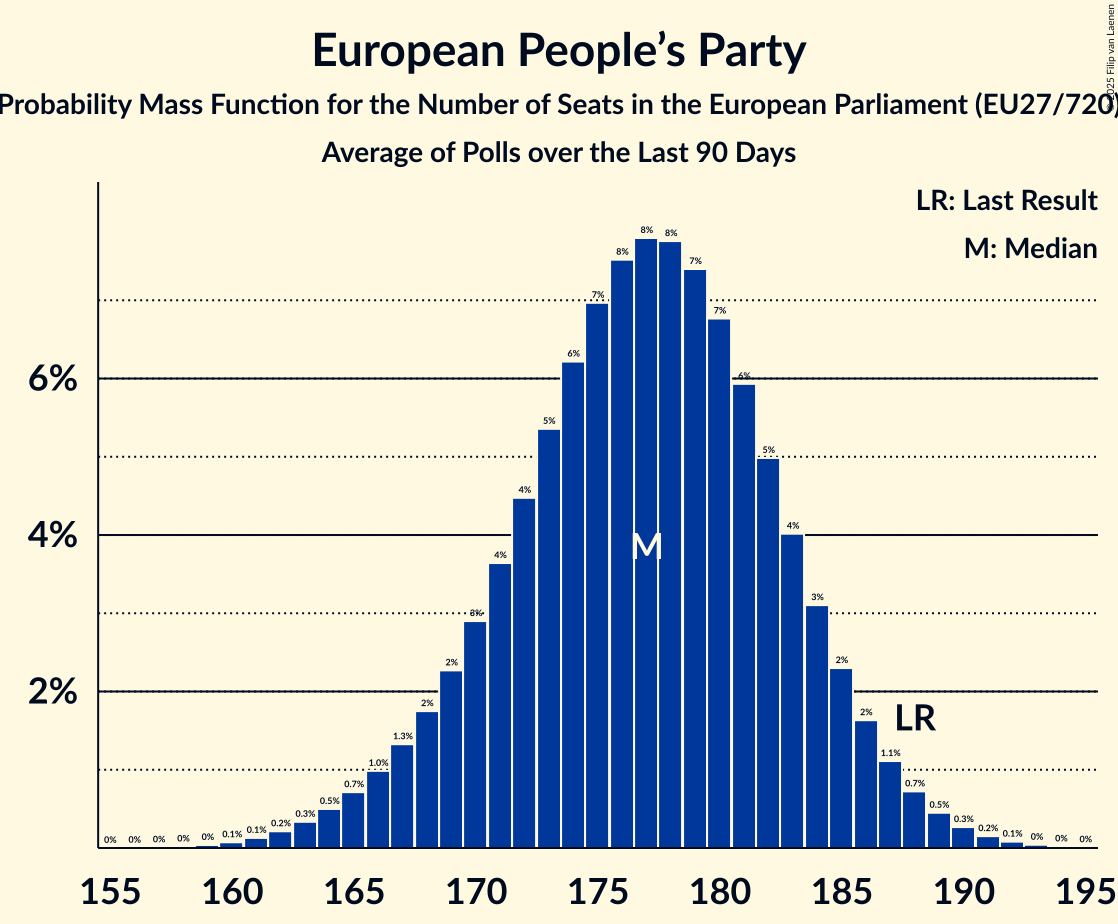 European People’s Party
Probability Mass Function for the Number of Seats in the European Parliament (EU27/720)
Average of Polls over the Last 90 Days
© 2025 Filip van Laenen
LR: Last Result
M: Median
6%
4%
2%
0% 0% 0% 0% 0% 0.1% 0.1% 0.2% 0.3% 0.5% 0.7% 1.0% 1.3% 2% 2% 3% 4% 4% 5% 6% 7% 8% 8% 8% 7% 7% 6% 5% 4% 3% 2% 2% 1.1% 0.7% 0.5% 0.3% 0.2% 0.1% 0% 0% 0%
M
LR
155 160 165 170 175 180 185 190 195